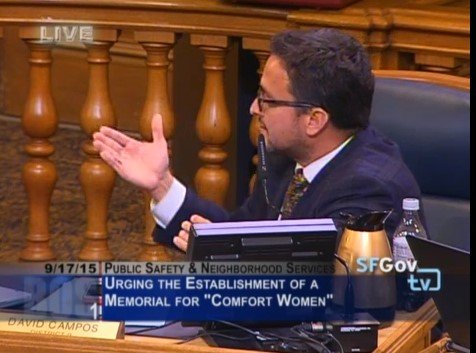 LIVE
SFGov
tv
9/17/15 PUBLIC SAFETY & NEIGHBORHOOD SERVICES
URGING THE ESTABLISHMENT OF A
MEMORIAL FOR "COMFORT WOMEN"
DAVID CAMPOS